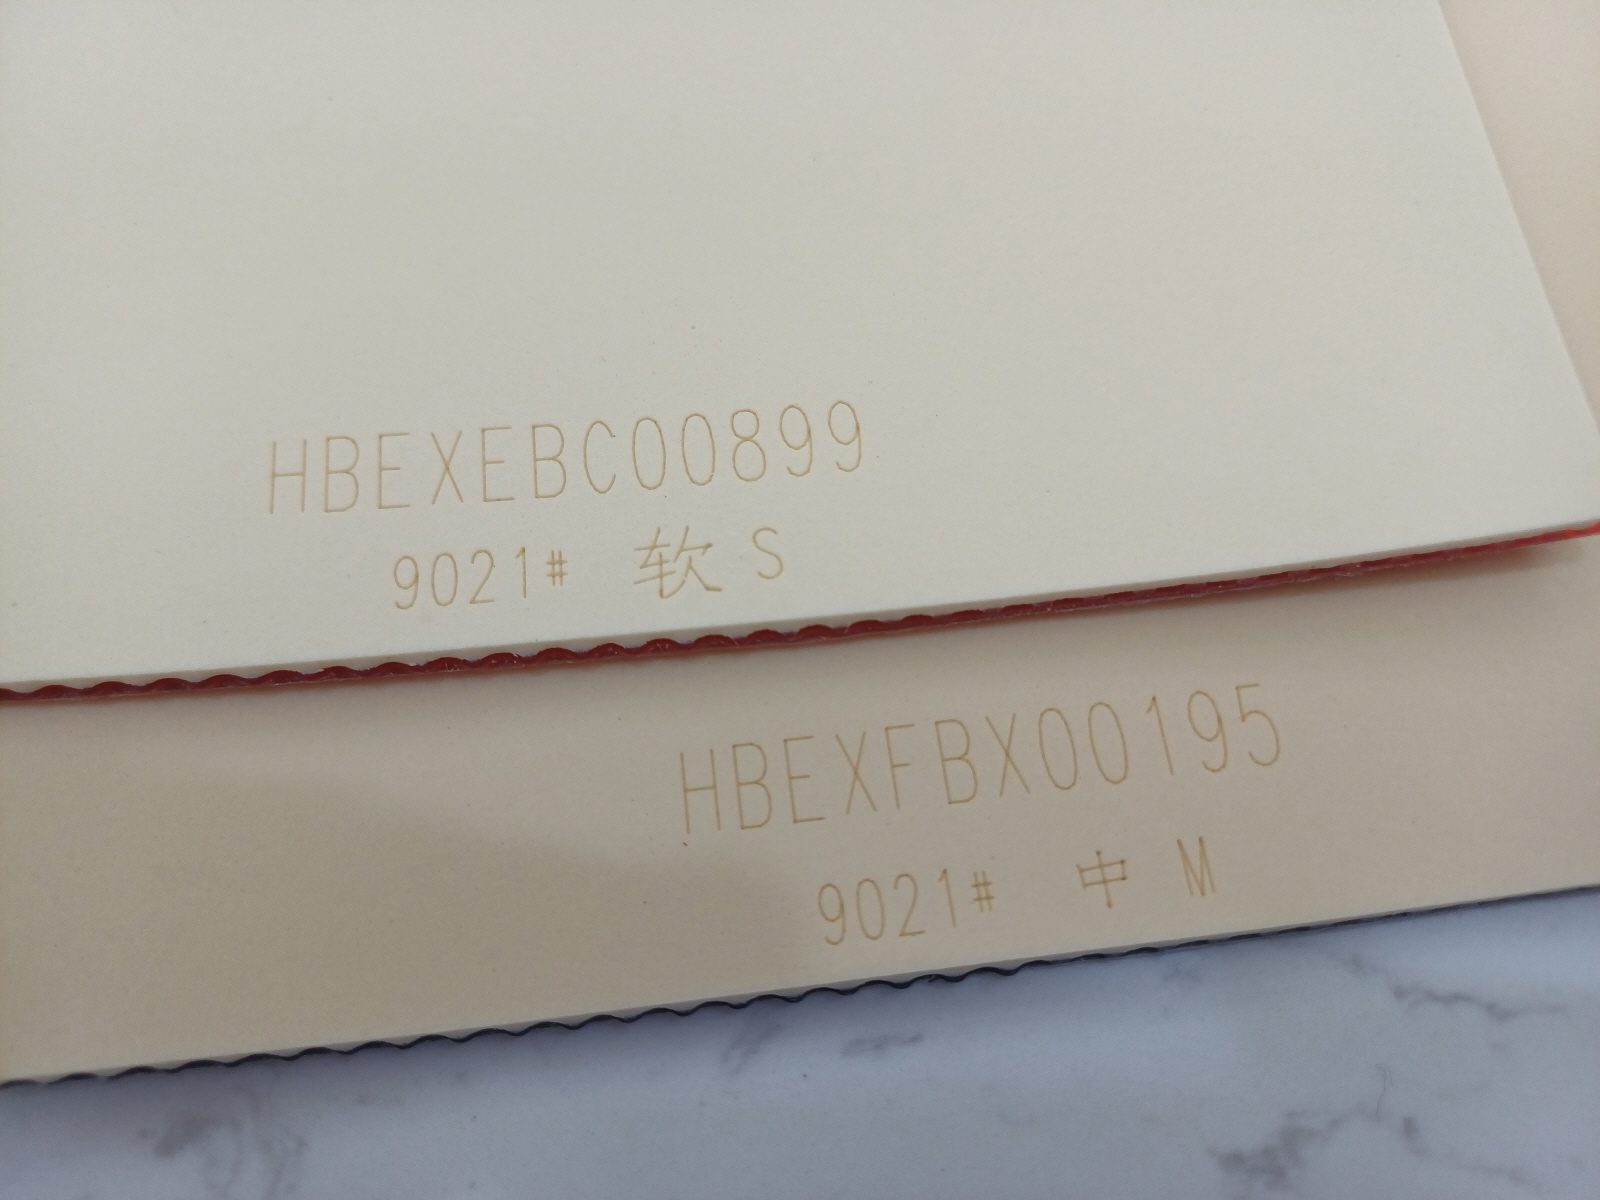 HBEXEBC00899
9021# 软 S
HBEXFBX00195
9021# 中 M